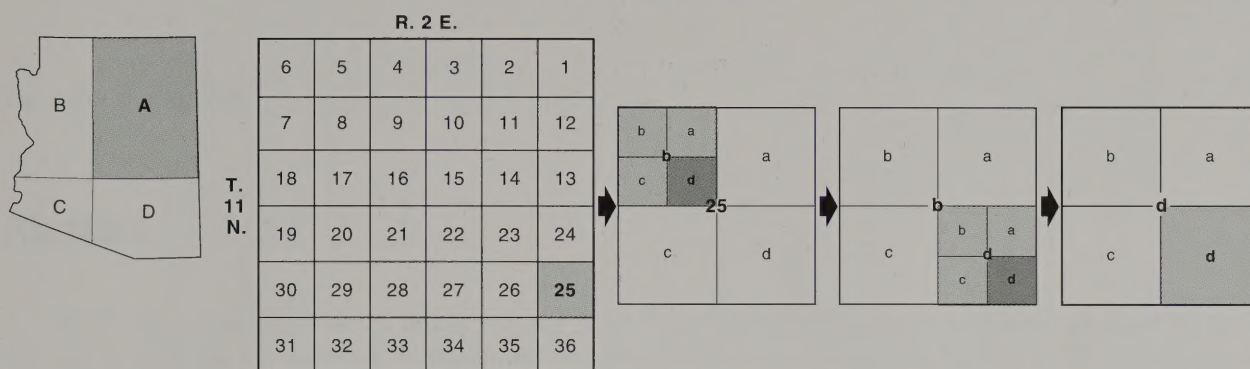 R. 2 E.
B A
C D
T.
11
N.
6 5 4 3 2 1
7 8 9 10 11 12
18 17 16 15 14 13
19 20 21 22 23 24
30 29 28 27 26 25
31 32 33 34 35 36
b a
b
c d
a
25
c d
b a
b
c
b a
d
c d
b a
d
c d